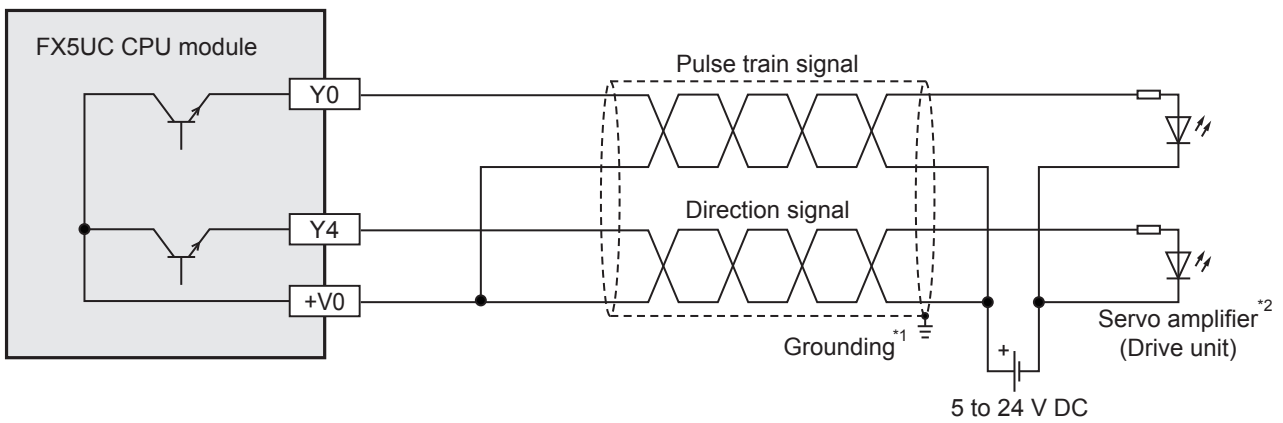 FX5UC CPU module
Y0
Pulse train signal
Y4
Direction signal
+V0
Grounding*1
Servo amplifier*2
(Drive unit)
+
5 to 24 V DC